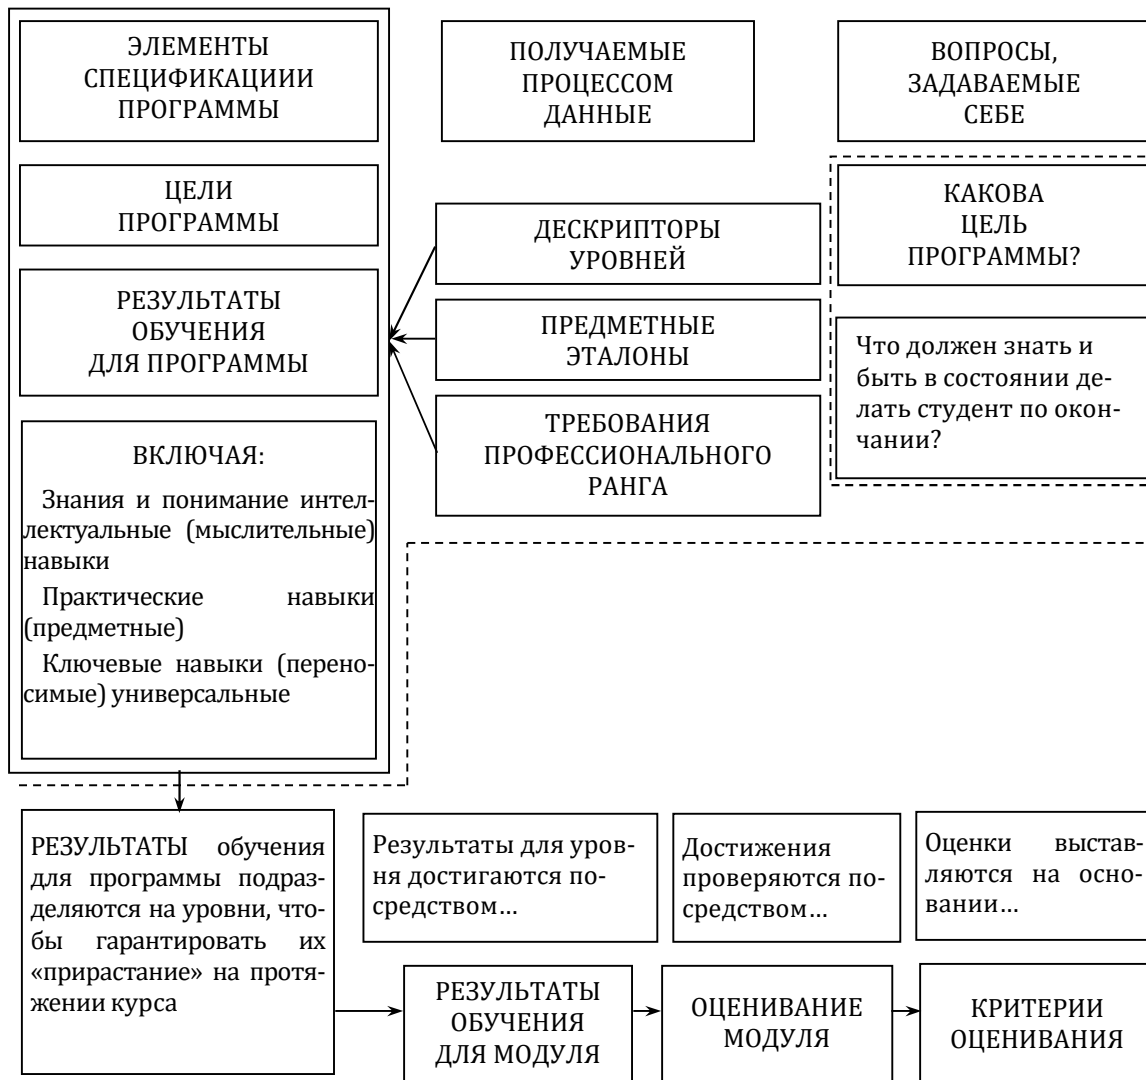 ЭЛЕМЕНТЫ
СПЕЦИФИКАЦИИИ
ПРОГРАММЫ
ПОЛУЧАЕМЫЕ
ПРОЦЕССОМ
ДАННЫЕ
ВОПРОСЫ,
ЗАДАВАЕМЫЕ
СЕБЕ
ЦЕЛИ
ПРОГРАММЫ
РЕЗУЛЬТАТЫ
ОБУЧЕНИЯ
ДЛЯ ПРОГРАММЫ
ВКЛЮЧАЯ:
Знания и понимание интел-
лектуальные (мыслительные)
навыки
Практические навыки
(предметные)
Ключевые навыки (перено-
симые) универсальные
ДЕСКРИПТОРЫ
УРОВНЕЙ
ПРЕДМЕТНЫЕ
ЭТАЛОНЫ
ТРЕБОВАНИЯ
ПРОФЕССИОНАЛЬНОГО
РАНГА
КАКОВА
ЦЕЛЬ
ПРОГРАММЫ?
Что должен знать и
быть в состоянии де-
лать студент по окон-
чании?
РЕЗУЛЬТАТЫ обучения
для программы подраз-
деляются на уровни, что-
бы гарантировать их
«прирастание» на протя-
жении курса
Результаты для уров-
ня достигаются по-
средством...
Достижения
проверяются по-
средством...
Оценки выстав-
ляются на осно-
вании...
РЕЗУЛЬТАТЫ
ОБУЧЕНИЯ
ДЛЯ МОДУЛЯ
ОЦЕНИВАНИЕ
МОДУЛЯ
КРИТЕРИИ
ОЦЕНИВАНИЯ